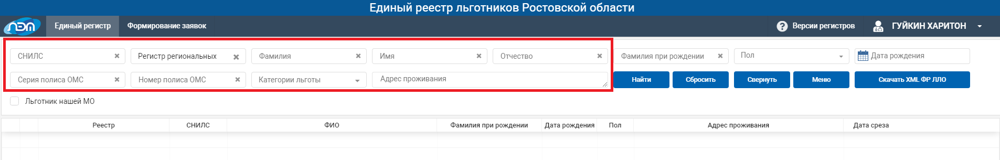 Единый реестр льготников Ростовской области
ЛЭМ Единый регистр Формирование заявок ? Версии регистров ГУЙКИН ХАРИТОН
СНИЛС Регистр региональных Фамилия Имя Отчество Фамилия при рождении Пол Дата рождения
Серия полиса ОМС Номер полиса ОМС Категории льготы Адрес проживания Найти Сбросить Свернуть Меню Скачать XML ФР ЛЛО
Льготник нашей МО
Реестр СНИЛС ФИО Фамилия при рождении Дата рождения Пол Адрес проживания Дата среза